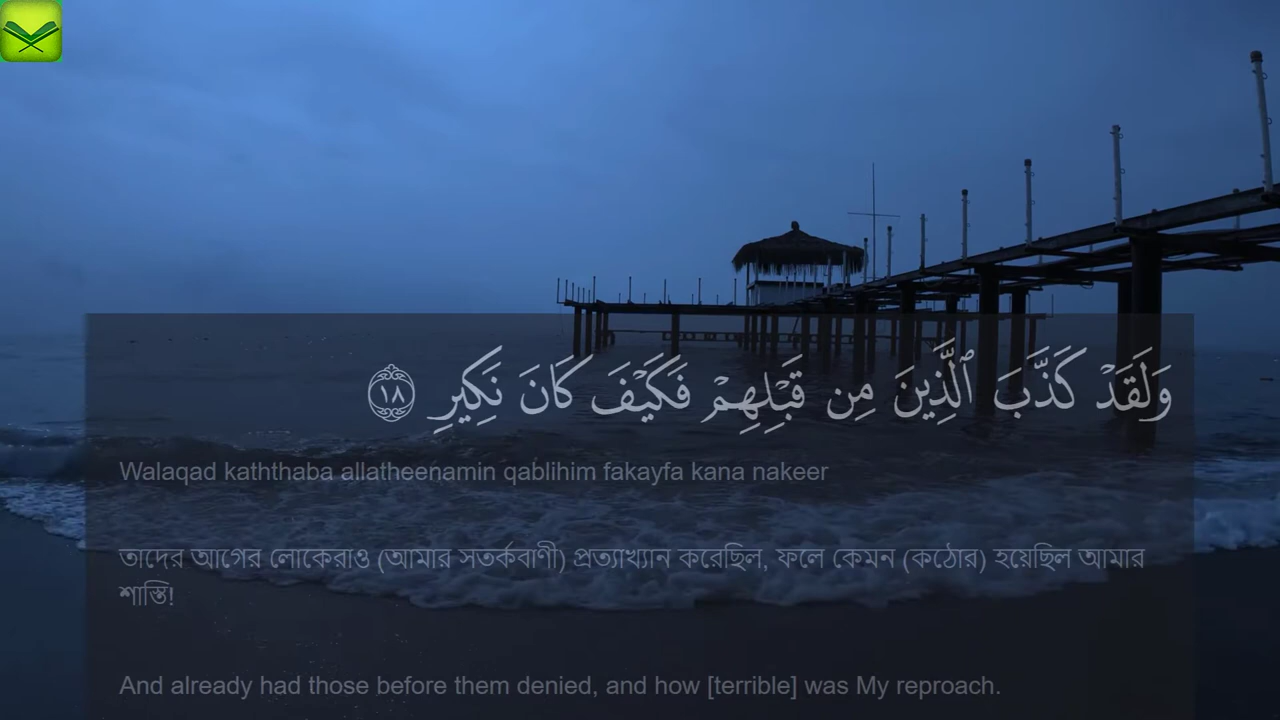 وَلَقَدْ كَذَّبَ ٱلَّذِينَ مِن قَبْلِهِمْ فَكَيْفَ كَانَ نَكِيرِ ١٨
Walaqad kaththaba allatheenamin qablihim fakayfa kana nakeer
তাদের আগের লোকেরাও (আমার সতর্কবাণী) প্রত্যাখ্যান করেছিল, ফলে কেমন (কঠোর) হয়েছিল আমার
শাস্তি!
And already had those before them denied, and how [terrible] was My reproach.